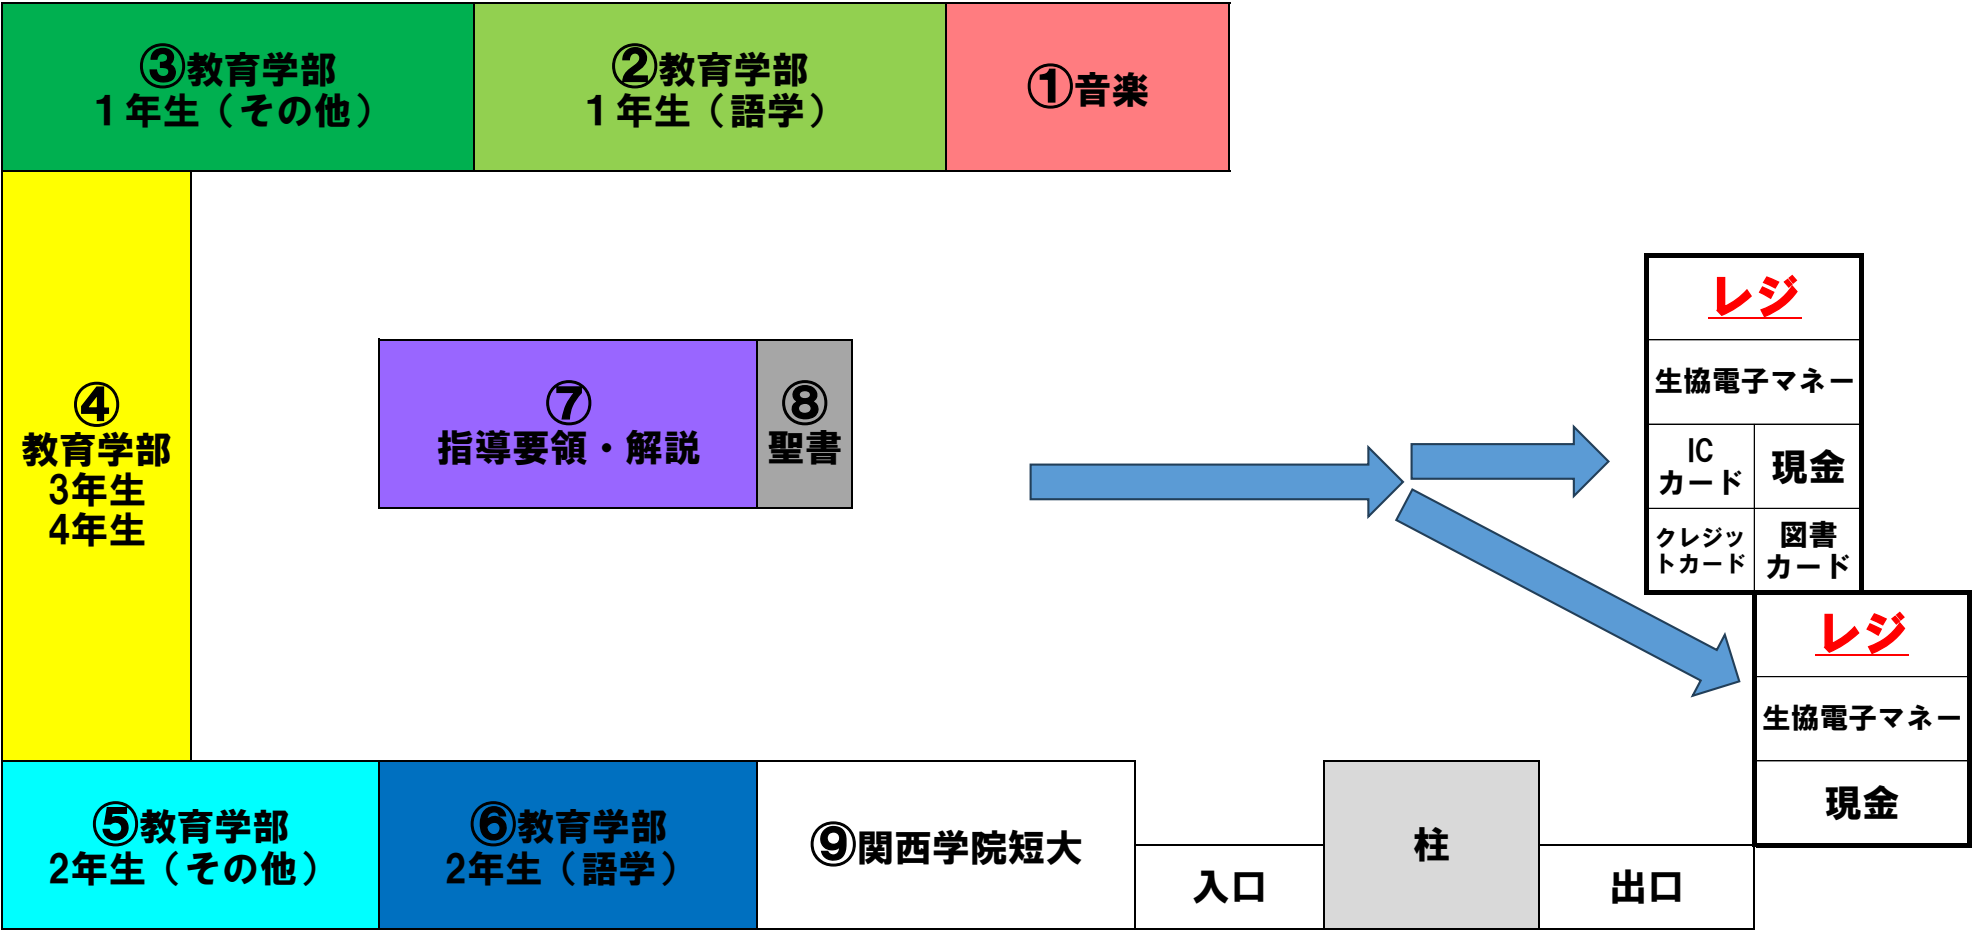 ③教育学部
1年生（その他）
②教育学部
1年生（語学）
①音楽
④
教育学部
3年生
4年生
⑦
指導要領・解説
⑧
聖書
レジ
生協電子マネー
IC
カード
現金
クレジッ
トカード
図書
カード
レジ
生協電子マネー
現金
⑤教育学部
2年生（その他）
⑥教育学部
2年生（語学）
⑨関西学院短大
入口
柱
出口